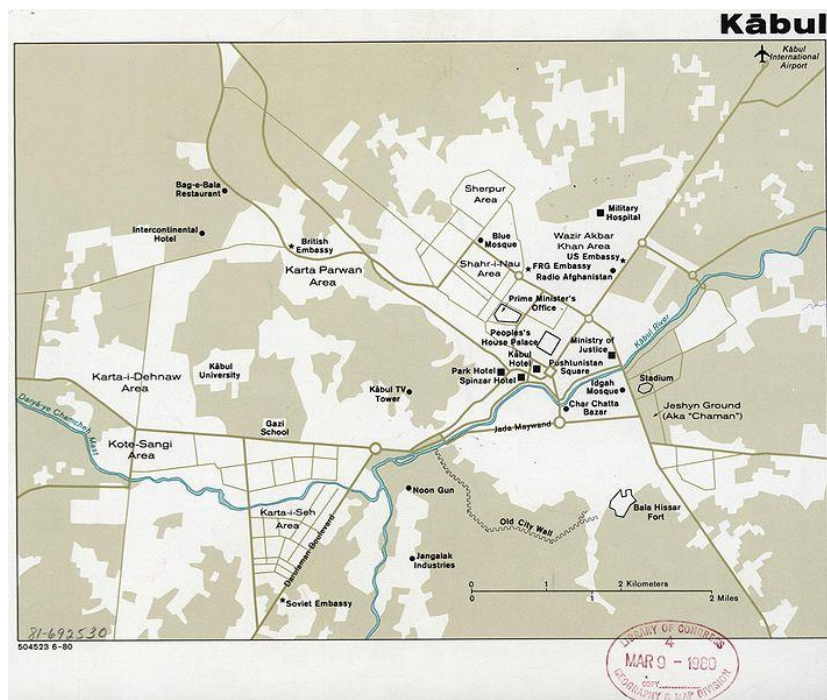 Kābul
Kābul
International
Airport
Bag-e-Bala
Restaurant
Intercontinental
Hotel
British
Embassy
Karta Parwan
Area
Sherpur
Area
Blue
Mosque
Shahr-i-Nau
Area
Military
Hospital
Wazir Akbar
Khan Area
US Embassy
FRG Embassy
Radio Afghanistan
Prime Minister's
Office
Peoples's
House Palace
Kābul
Hotel
Park Hotel
Spinzar Hotel
Pushtunistan
Square
Ministry of
Justice
Kābul River
Idgah
Mosque
Stadium
Char Chatta
Bazar
Jeshyn Ground
(Aka "Chaman")
Jada Maywand
Karta-i-Dehnaw
Area
Kābul
University
Kābul TV
Tower
Daryā-ye Chamcheh Mast
Kote-Sangi
Area
Gazi
School
Noon Gun
Karta-i-Seh
Area
Darulaman Boulevard
Old City Wall
Bala Hissar
Fort
Jangalak
Industries
Soviet Embassy
0 1 2 Kilometers
0 1 2 Miles
81-692530
504523 6-80
LIBRARY OF CONGRESS
4
MAR 9 - 1980
COPY
GEOGRAPHY & MAP DIVISION